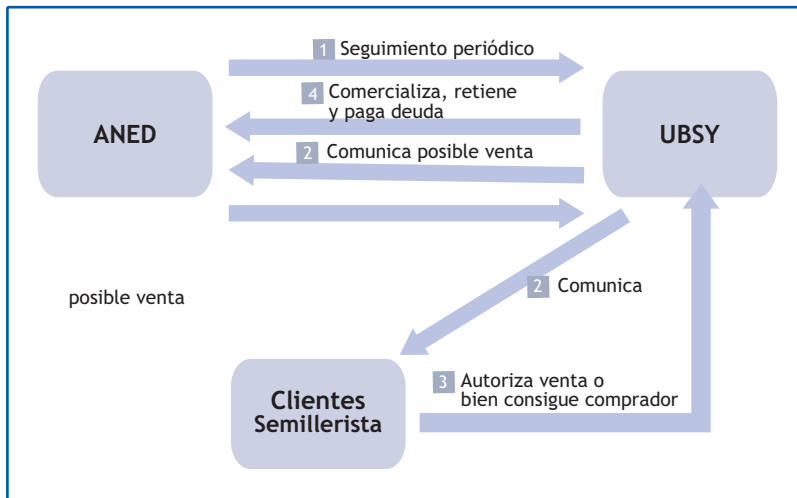 1 Seguimiento periódico
4 Comercializa, retiene
y paga deuda
ANED
UBSY
2 Comunica posible venta
2 Comunica
posible venta
3 Autoriza venta o
bien consigue comprador
Clientes
Semillerista